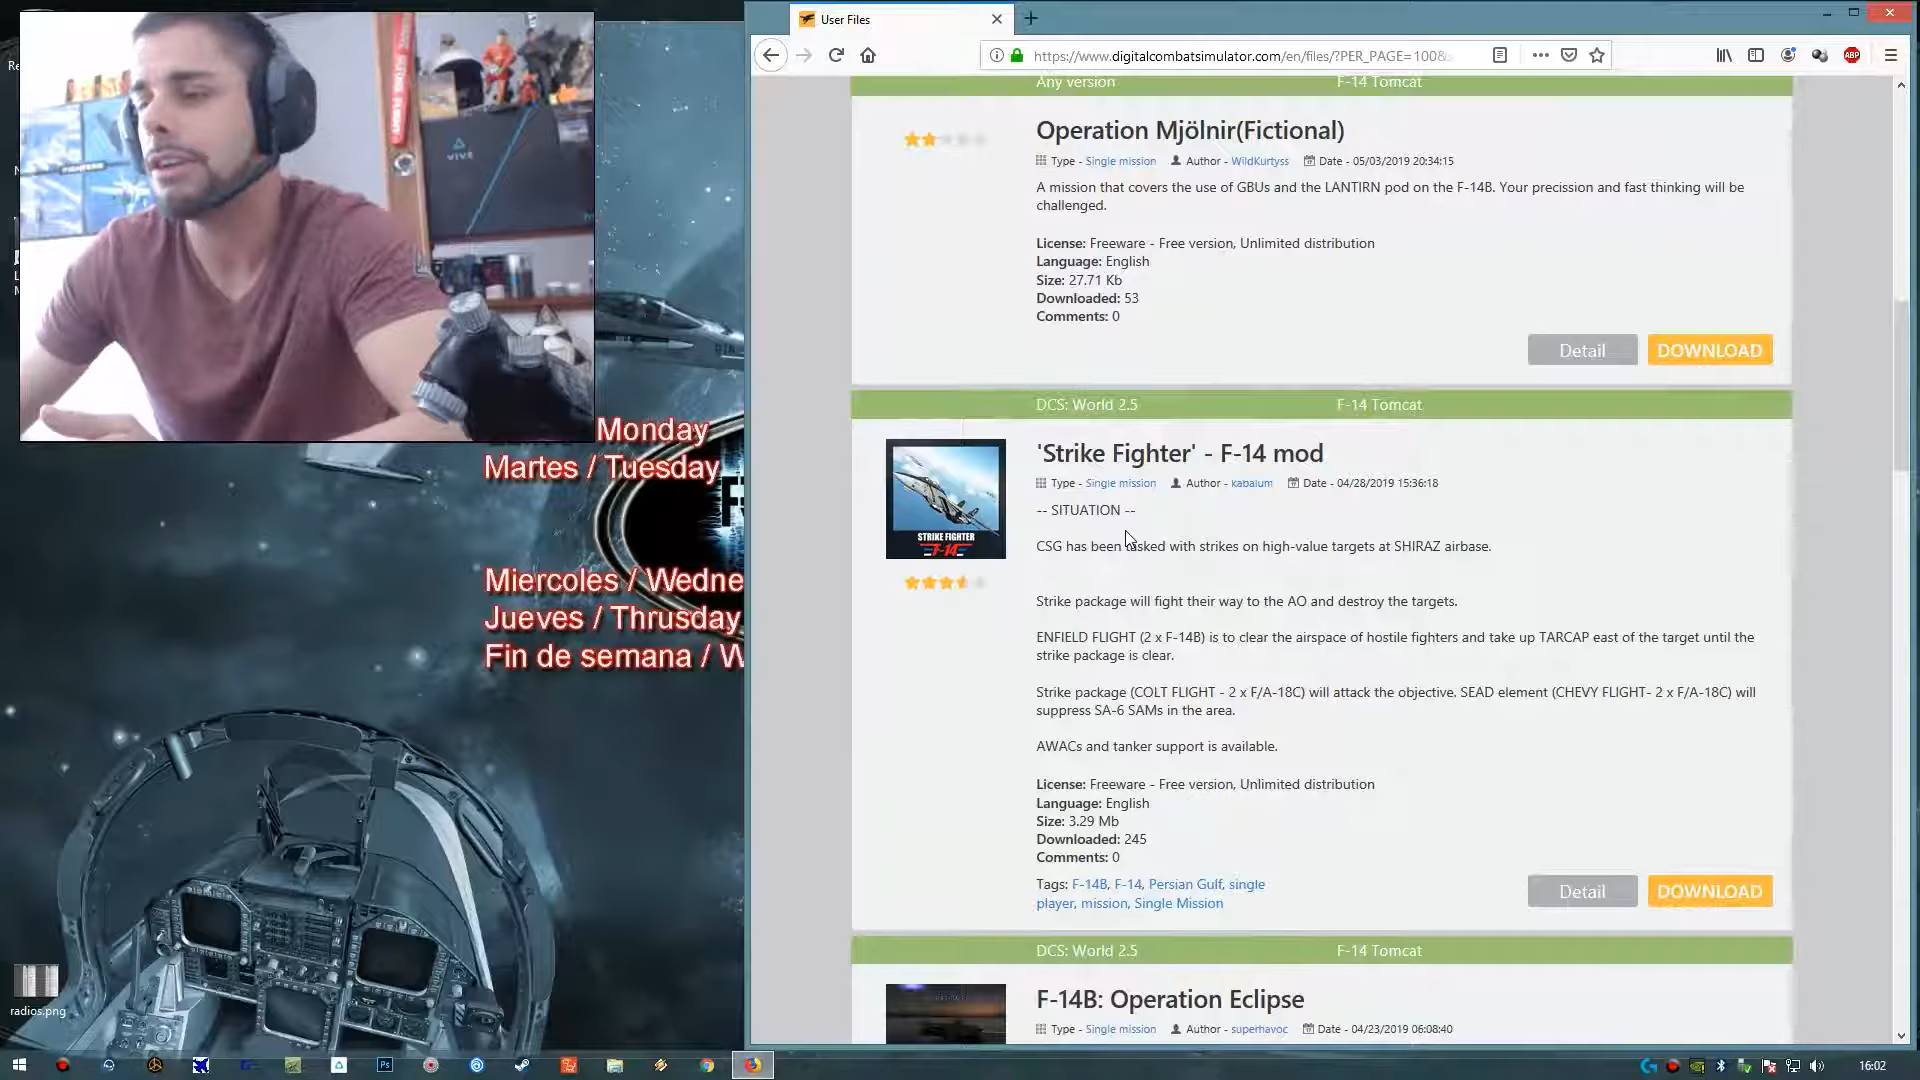 User Files
https://www.digitalcombatsimulator.com/en/files/?PER_PAGE=100&
ABP
Any version
F-14 Tomcat
Operation Mjölnir(Fictional)
Type - Single mission Author - WildKurtyss Date - 05/03/2019 20:34:15
A mission that covers the use of GBUs and the LANTIRN pod on the F-14B. Your precission and fast thinking will be
challenged.
License: Freeware - Free version, Unlimited distribution
Language: English
Size: 27.71 Kb
Downloaded: 53
Comments: 0
Detail
DOWNLOAD
DCS: World 2.5
F-14 Tomcat
'Strike Fighter' - F-14 mod
Type - Single mission Author - kabalum Date - 04/28/2019 15:36:18
-- SITUATION --
CSG has been tasked with strikes on high-value targets at SHIRAZ airbase.
STRIKE FIGHTER
F-14
Strike package will fight their way to the AO and destroy the targets.
ENFIELD FLIGHT (2 x F-14B) is to clear the airspace of hostile fighters and take up TARCAP east of the target until the
strike package is clear.
Strike package (COLT FLIGHT - 2 x F/A-18C) will attack the objective. SEAD element (CHEVY FLIGHT- 2 x F/A-18C) will
suppress SA-6 SAMs in the area.
AWACs and tanker support is available.
License: Freeware - Free version, Unlimited distribution
Language: English
Size: 3.29 Mb
Downloaded: 245
Comments: 0
Tags: F-14B, F-14, Persian Gulf, single
player, mission, Single Mission
Detail
DOWNLOAD
DCS: World 2.5
F-14 Tomcat
F-14B: Operation Eclipse
Type - Single mission Author - superhavoc Date - 04/23/2019 06:08:40
VIVE
Monday
Martes / Tuesday
Miercoles / Wedne
Jueves / Thrusday
Fin de semana / W
radios.png
Ps
16:02